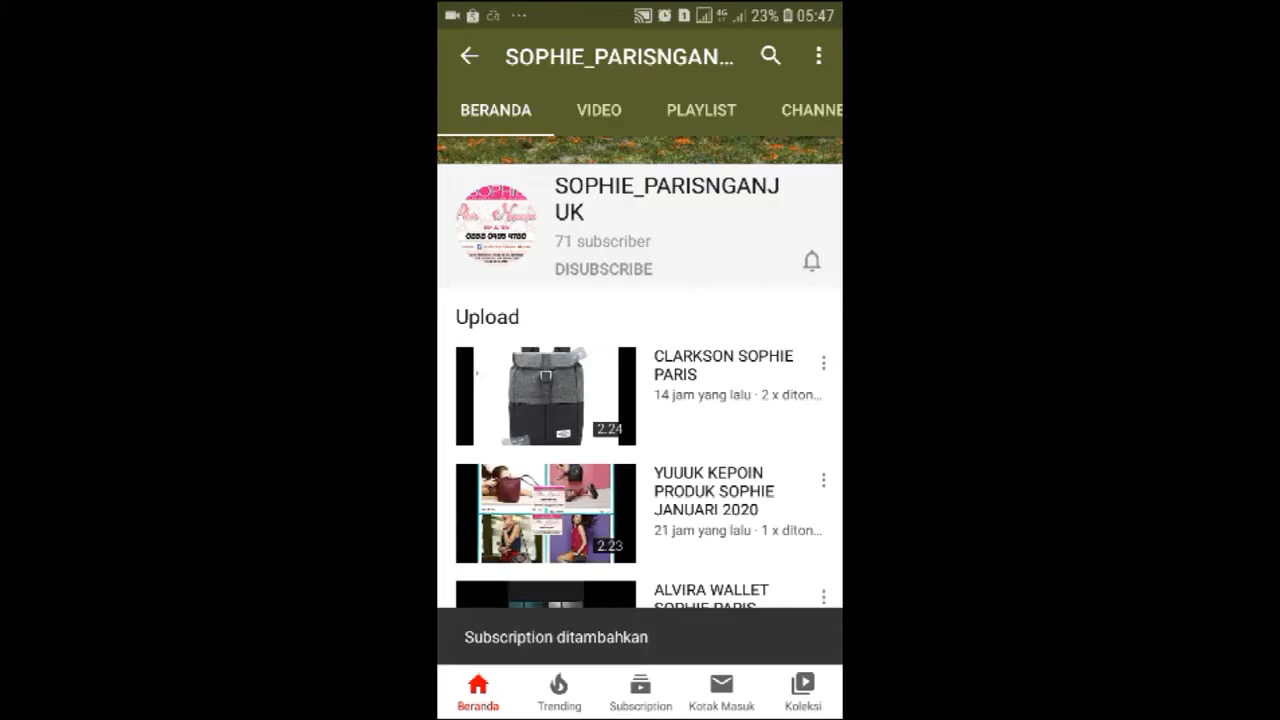 23% 05:47
SOPHIE_PARISNGAN...
BERANDA VIDEO PLAYLIST CHANNE
SOPHIE_PARISNGANJ
UK
71 subscriber
DISUBSCRIBE
Upload
CLARKSON SOPHIE
PARIS
14 jam yang lalu · 2 x diton...
2.24
YUUUK KEPOIN
PRODUK SOPHIE
JANUARI 2020
21 jam yang lalu · 1 x diton...
2.23
ALVIRA WALLET
SOPHIE PARIS
Subscription ditambahkan
Beranda Trending Subscription Kotak Masuk Koleksi